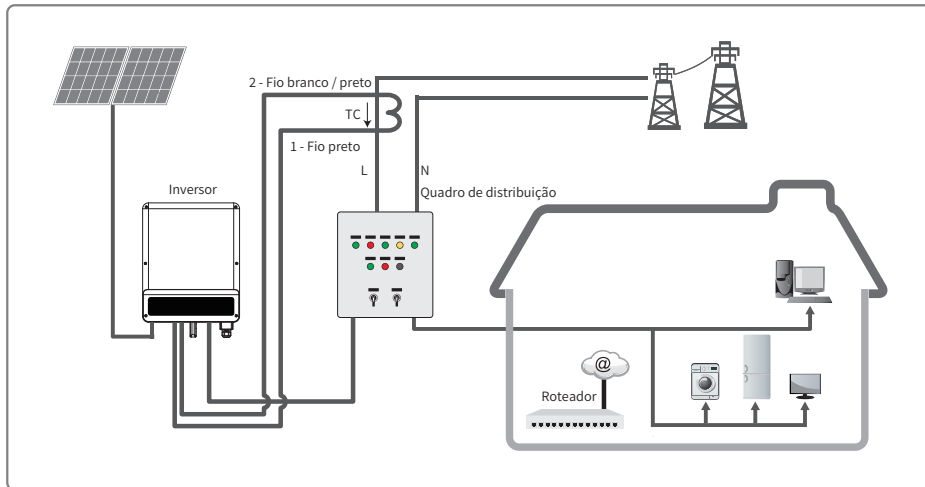 2 - Fio branco / preto
TC
1 - Fio preto
L
N
Quadro de distribuição
Inversor
@
Roteador